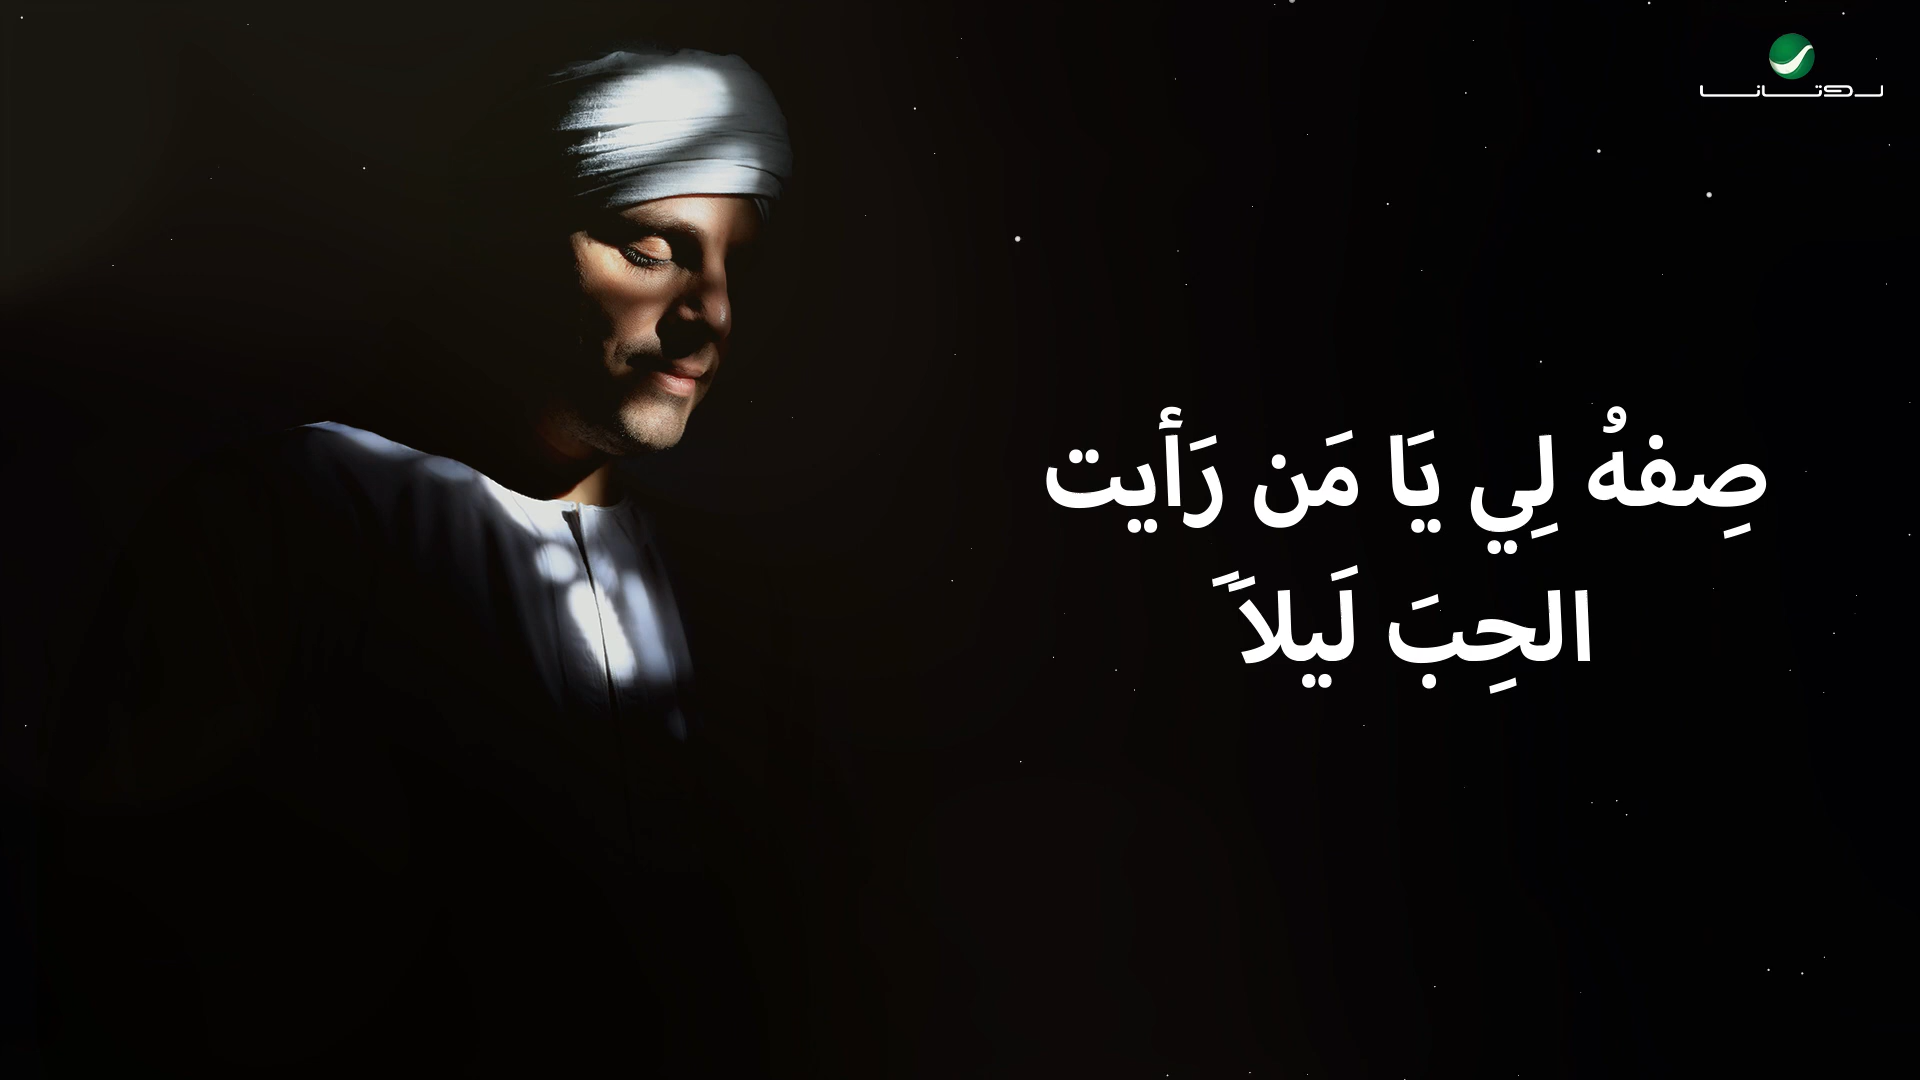 روتانا
صِفهُ لِي يَا مَن رَأيت
الحِبَ لَيلاَ َ